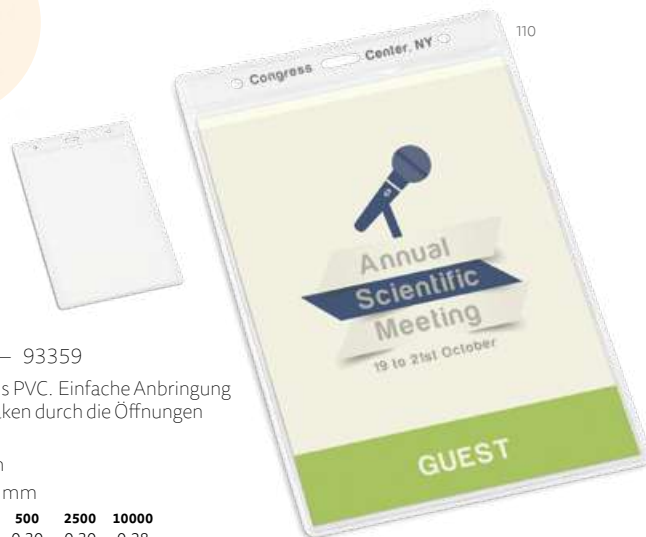 110
Congress Center, NY
Annual
Scientific
Meeting
19 to 21st October
GUEST
– 93359
s PVC. Einfache Anbringung
ken durch die Öffnungen
mm
500 2500 10000